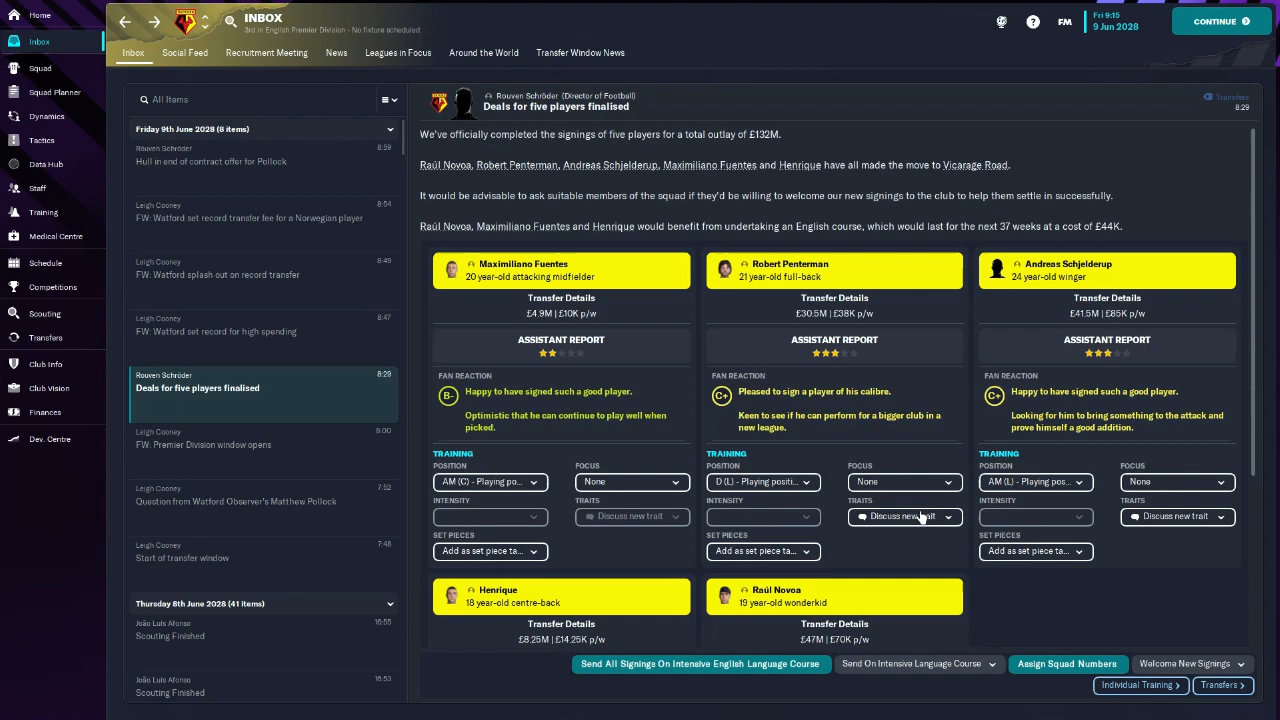 Home
Inbox
Squad
Squad Planner
Dynamics
Tactics
Data Hub
Staff
Training
Medical Centre
Schedule
Competitions
Scouting
Transfers
Club Info
Club Vision
Finances
Dev. Centre
INBOX
3rd in English Premier Division - No fixture scheduled.
FM
Fri 9:15
9 Jun 2028
CONTINUE
Inbox
Social Feed
Recruitment Meeting
News
Leagues in Focus
Around the World
Transfer Window News
All Items
Friday 9th June 2028 (8 items)
Rouven Schröder 8:59
Hull in end of contract offer for Pollock
Leigh Cooney 8:54
FW: Watford set record transfer fee for a Norwegian player
Leigh Cooney 8:49
FW: Watford splash out on record transfer
Leigh Cooney 8:47
FW: Watford set record for high spending
Rouven Schröder 8:29
Deals for five players finalised
Leigh Cooney 8:00
FW: Premier Division window opens
Leigh Cooney 7:52
Question from Watford Observer's Matthew Pollock
Leigh Cooney 7:48
Start of transfer window
Thursday 8th June 2028 (41 items)
João Luis Afonso 16:55
Scouting Finished
João Luis Afonso 16:53
Scouting Finished
Rouven Schröder (Director of Football)
Deals for five players finalised
Transfers
8:29
We've officially completed the signings of five players for a total outlay of £132M.
Raúl Novoa, Robert Penterman, Andreas Schjelderup, Maximiliano Fuentes and Henrique have all made the move to Vicarage Road.
It would be advisable to ask suitable members of the squad if they'd be willing to welcome our new signings to the club to help them settle in successfully.
Raúl Novoa, Maximiliano Fuentes and Henrique would benefit from undertaking an English course, which would last for the next 37 weeks at a cost of £44K.
Maximiliano Fuentes
20 year-old attacking midfielder
Transfer Details
£4.9M | £10K p/w
ASSISTANT REPORT
FAN REACTION
B-
Happy to have signed such a good player.
Optimistic that he can continue to play well when
picked.
TRAINING
POSITION
FOCUS
AM (C) - Playing po...
None
INTENSITY
TRAITS
Discuss new trait
SET PIECES
Add as set piece ta...
Robert Penterman
21 year-old full-back
Transfer Details
£30.5M | £38K p/w
ASSISTANT REPORT
FAN REACTION
C+
Pleased to sign a player of his calibre.
Keen to see if he can perform for a bigger club in a
new league.
TRAINING
POSITION
FOCUS
D (L) - Playing positi...
None
INTENSITY
TRAITS
Discuss new trait
SET PIECES
Add as set piece ta...
Andreas Schjelderup
24 year-old winger
Transfer Details
£41.5M | £85K p/w
ASSISTANT REPORT
FAN REACTION
C+
Happy to have signed such a good player.
Looking for him to bring something to the attack and
prove himself a good addition.
TRAINING
POSITION
FOCUS
AM (L) - Playing pos...
None
INTENSITY
TRAITS
Discuss new trait
SET PIECES
Add as set piece ta...
Henrique
18 year-old centre-back
Transfer Details
£8.25M | £14.25K p/w
Raúl Novoa
19 year-old wonderkid
Transfer Details
£47M | £70K p/w
Send All Signings On Intensive English Language Course
Send On Intensive Language Course
Assign Squad Numbers
Welcome New Signings
Individual Training
Transfers